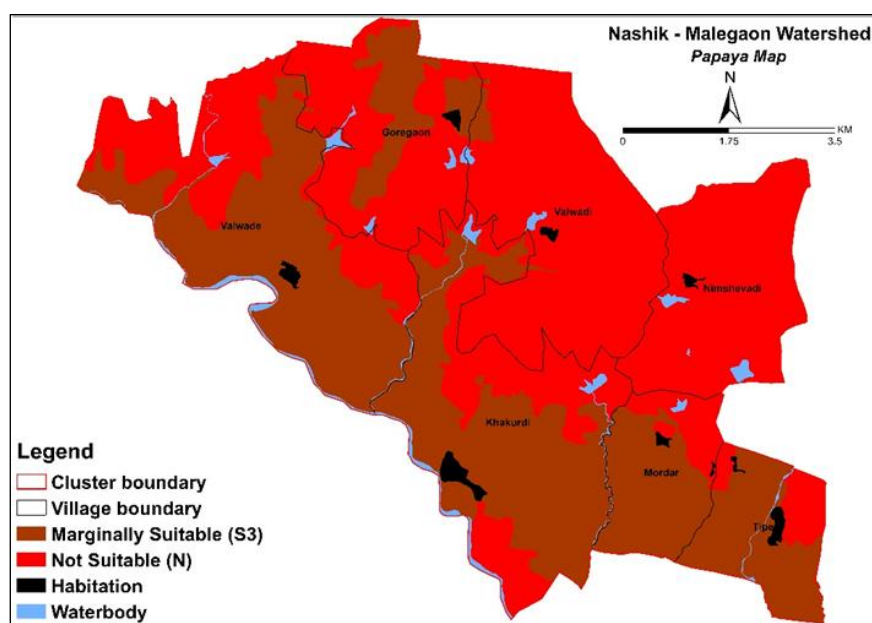 Nashik - Malegaon Watershed
Papaya Map
N
KM
0 1.75 3.5
Goregaon
Valwade
Valwadi
Nimshevadi
Khakurdi
Mordar
Tipe
Legend
Cluster boundary
Village boundary
Marginally Suitable (S3)
Not Suitable (N)
Habitation
Waterbody